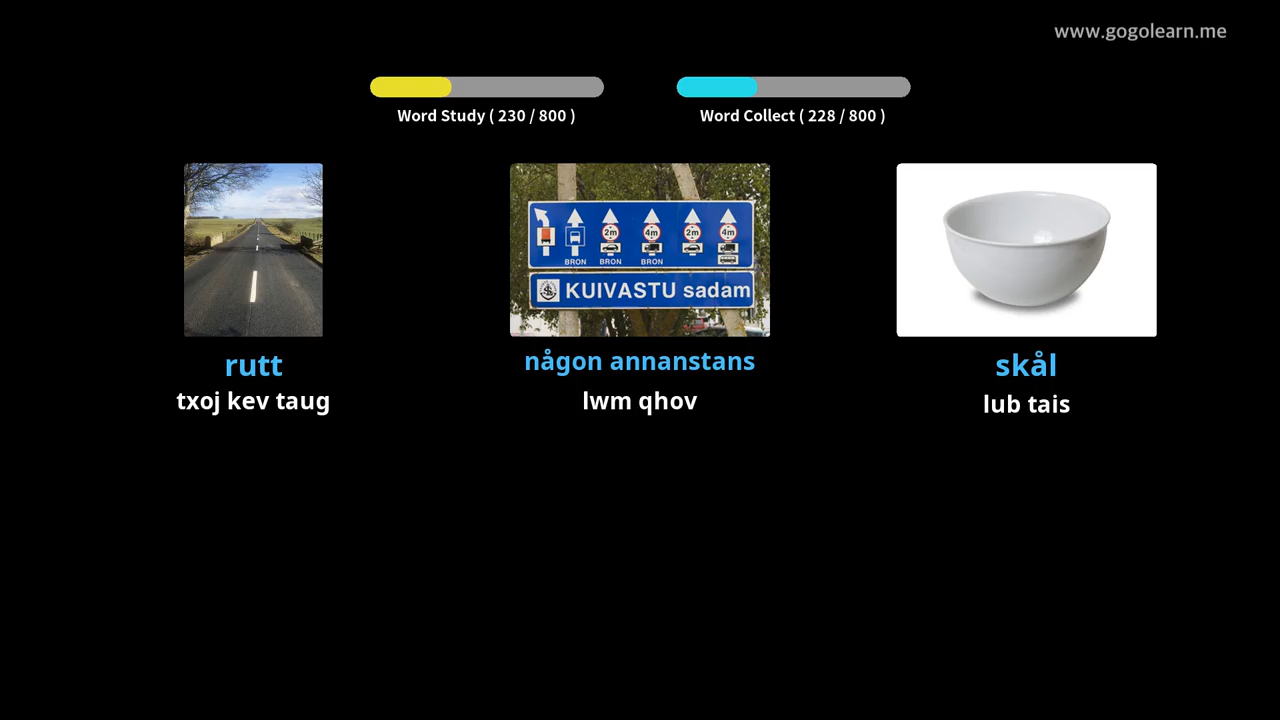 www.gogolearn.me
Word Study ( 230 / 800 )
Word Collect ( 228 / 800 )
2m
4m
2m
4m
BRON
BRON
BRON
KUIVASTU sadam
rutt
någon annanstans
skål
txoj kev taug
lwm qhov
lub tais